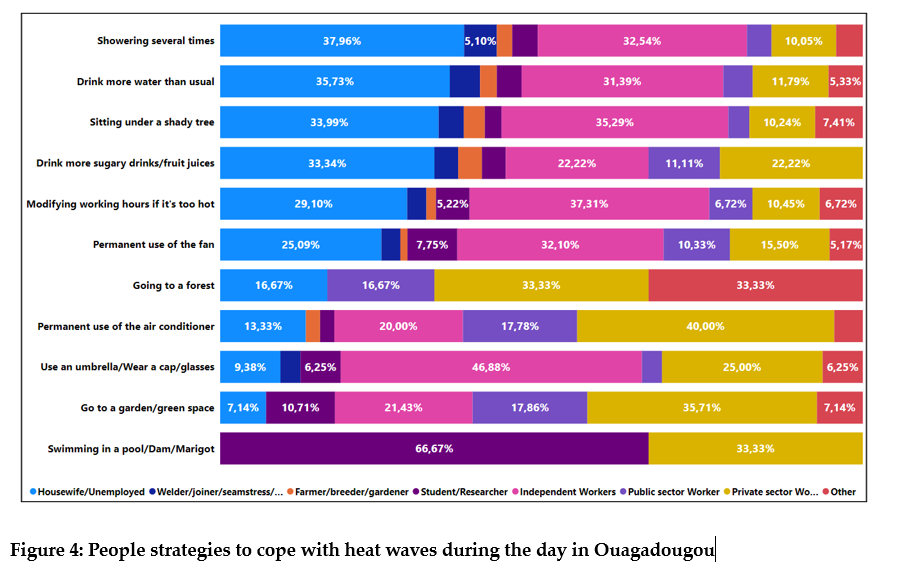 Showering several times 37,96% 5,10% 32,54% 10,05%
Drink more water than usual 35,73% 31,39% 11,79% 5,33%
Sitting under a shady tree 33,99% 35,29% 10,24% 7,41%
Drink more sugary drinks/fruit juices 33,34% 22,22% 11,11% 22,22%
Modifying working hours if it's too hot 29,10% 5,22% 37,31% 6,72% 10,45% 6,72%
Permanent use of the fan 25,09% 7,75% 32,10% 10,33% 15,50% 5,17%
Going to a forest 16,67% 16,67% 33,33% 33,33%
Permanent use of the air conditioner 13,33% 20,00% 17,78% 40,00%
Use an umbrella/Wear a cap/glasses 9,38% 6,25% 46,88% 25,00% 6,25%
Go to a garden/green space 7,14% 10,71% 21,43% 17,86% 35,71% 7,14%
Swimming in a pool/Dam/Marigot 66,67% 33,33%
Housewife/Unemployed Welder/joiner/seamstress/... Farmer/breeder/gardener Student/Researcher Independent Workers Public sector Worker Private sector Wo... Other
Figure 4: People strategies to cope with heat waves during the day in Ouagadougou